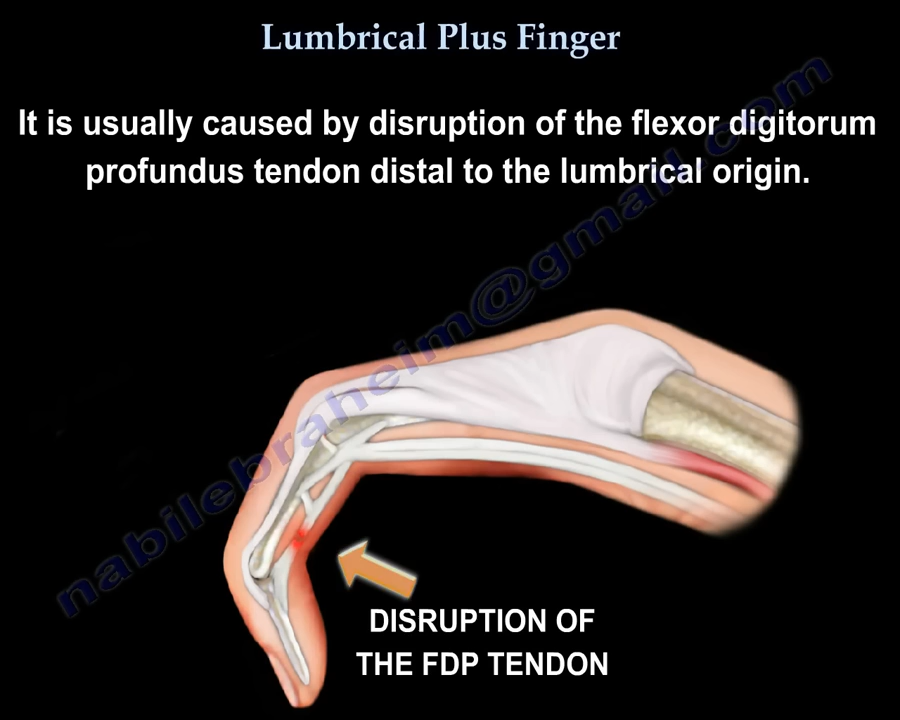 Lumbrical Plus Finger
It is usually caused by disruption of the flexor digitorum
profundus tendon distal to the lumbrical origin.
nabilebraheim@gmail.com
DISRUPTION OF
THE FDP TENDON